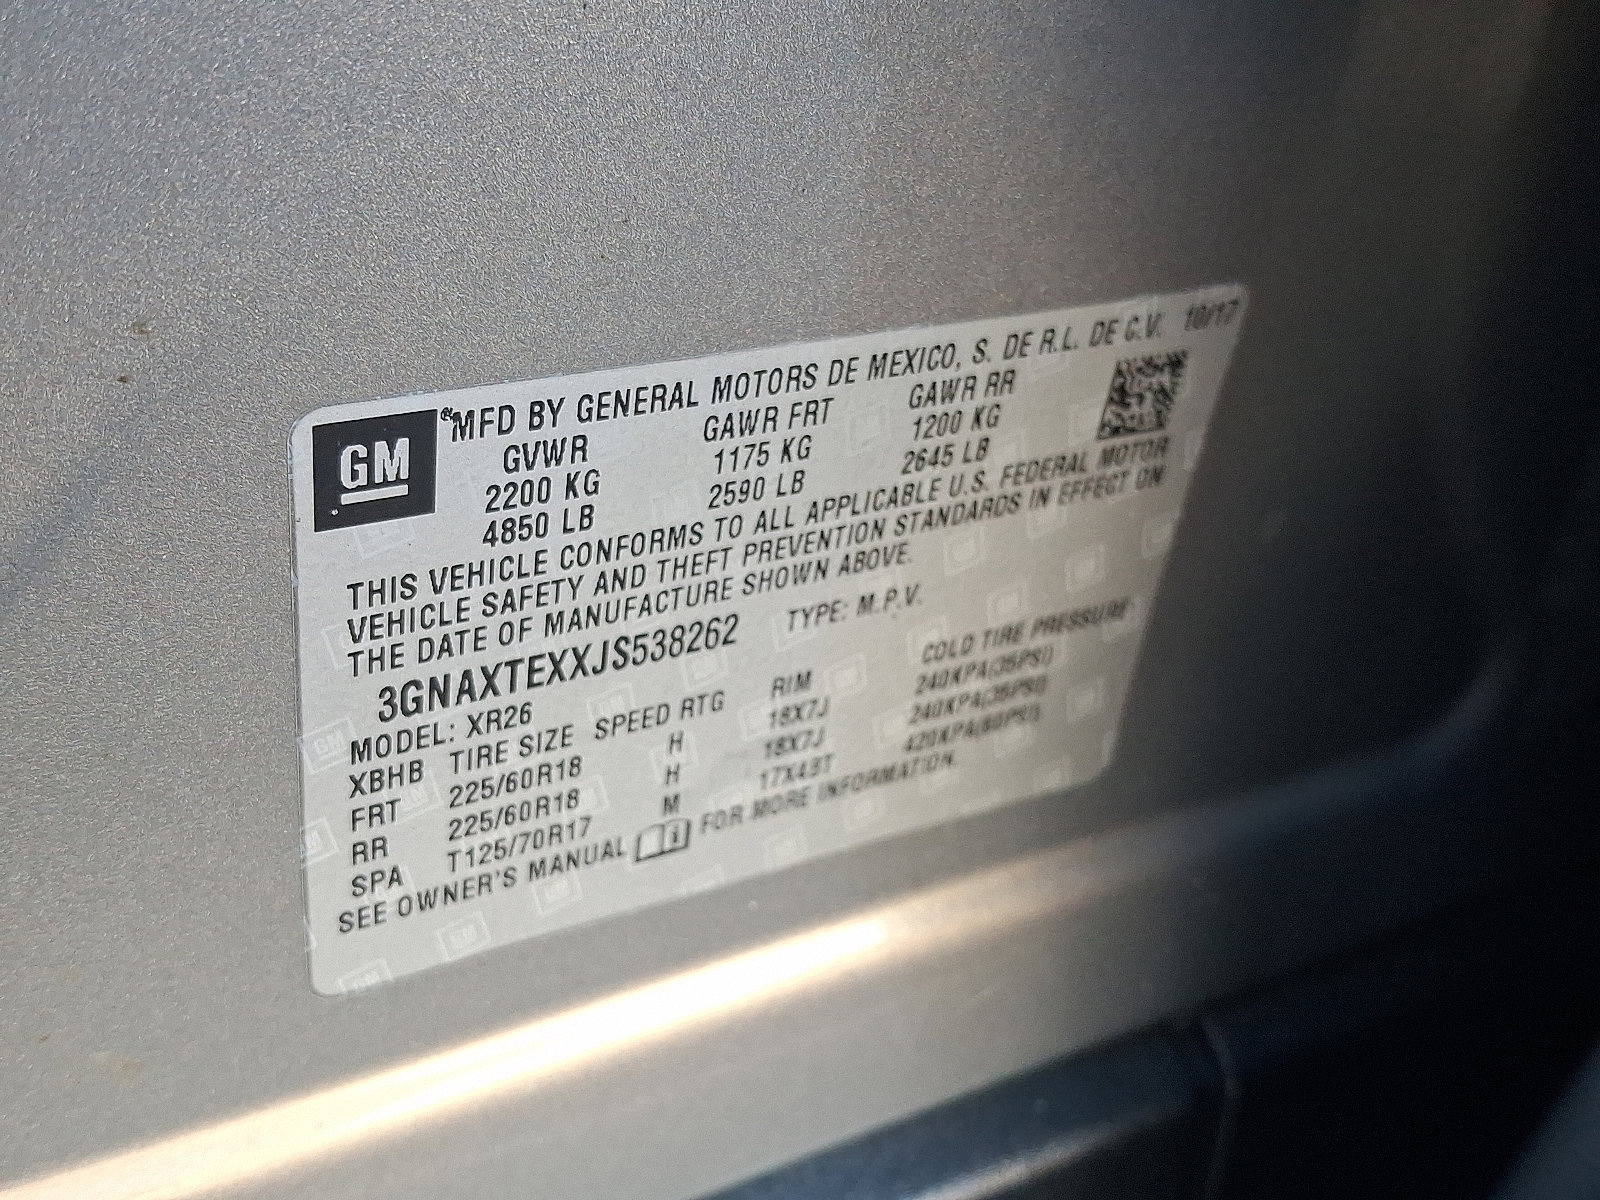 GM
® MFD BY GENERAL MOTORS DE MEXICO, S. DE R.L. DE C.V. 10/17
GVWR GAWR FRT GAWR RR
2200 KG 1175 KG 1200 KG
4850 LB 2590 LB 2645 LB
THIS VEHICLE CONFORMS TO ALL APPLICABLE U.S. FEDERAL MOTOR
VEHICLE SAFETY AND THEFT PREVENTION STANDARDS IN EFFECT ON
THE DATE OF MANUFACTURE SHOWN ABOVE.
3GNAXTEXXJS538262 TYPE: M.P.V.
MODEL: XR26
XBHB TIRE SIZE SPEED RTG RIM COLD TIRE PRESSURE
FRT 225/60R18 H 18X7J 240KPA(35PSI)
RR 225/60R18 H 18X7J 240KPA(35PSI)
SPA T125/70R17 M 17X4BT 420KPA(60PSI)
SEE OWNER'S MANUAL i FOR MORE INFORMATION.